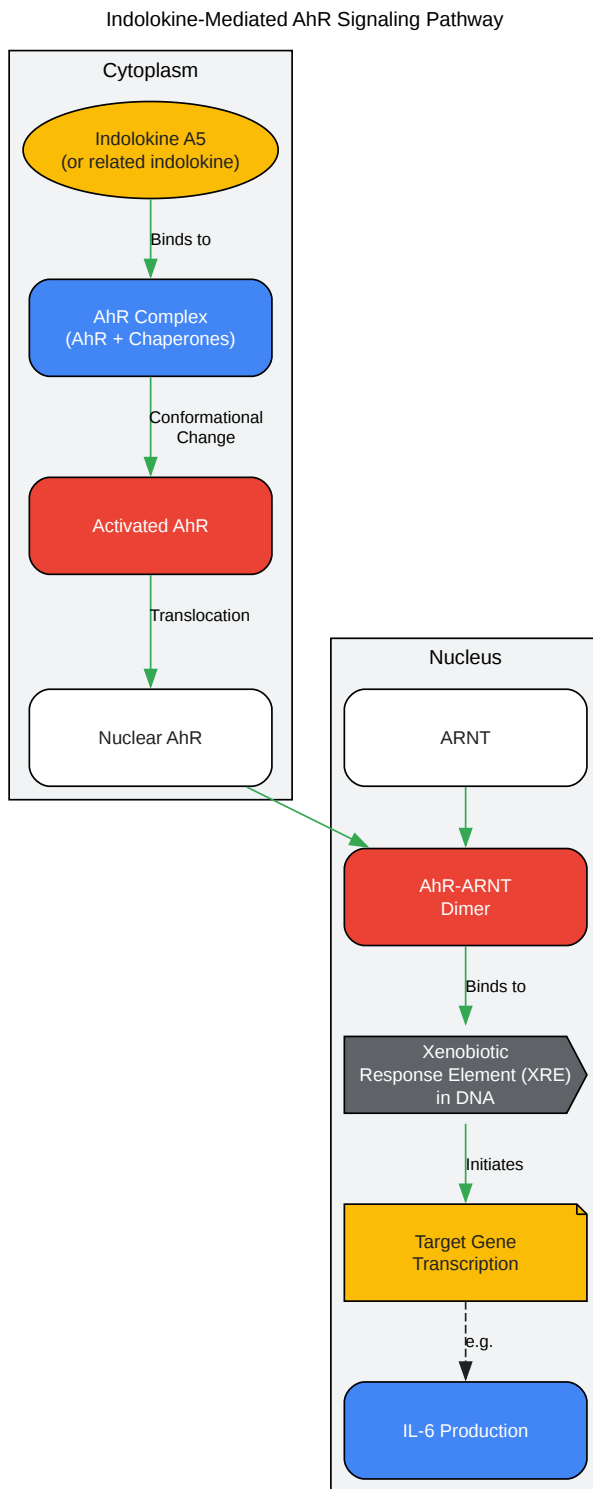 Indolokine-Mediated AhR Signaling Pathway
Cytoplasm
Indolokine A5
(or related indolokine)
Binds to
AhR Complex
(AhR + Chaperones)
Conformational
Change
Activated AhR
Translocation
Nuclear AhR
Nucleus
ARNT
AhR-ARNT
Dimer
Binds to
Xenobiotic
Response Element (XRE)
in DNA
Initiates
Target Gene
Transcription
e.g.
IL-6 Production